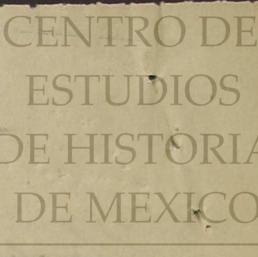 CENTRO DE
ESTUDIOS
DE HISTORIA
DE MEXICO